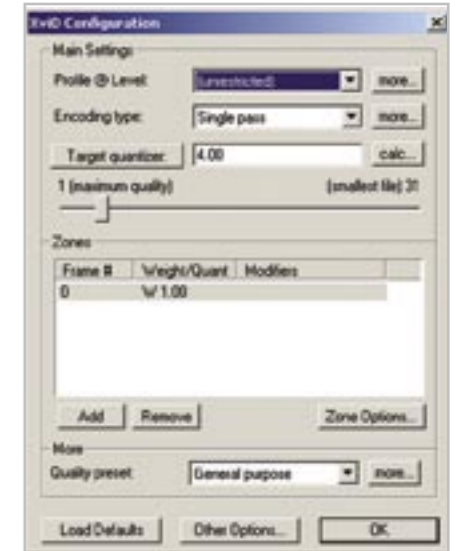 XviD Configuration
Main Settings
Profile @ Level: (unrestricted) more...
Encoding type: Single pass more...
Target quantizer: 4.00 calc...
1 (maximum quality) (smallest file) 31
Zones
Frame # Weight/Quant Modifiers
0 W 1.00
Add Remove Zone Options...
More
Quality preset: General purpose more...
Load Defaults Other Options... OK